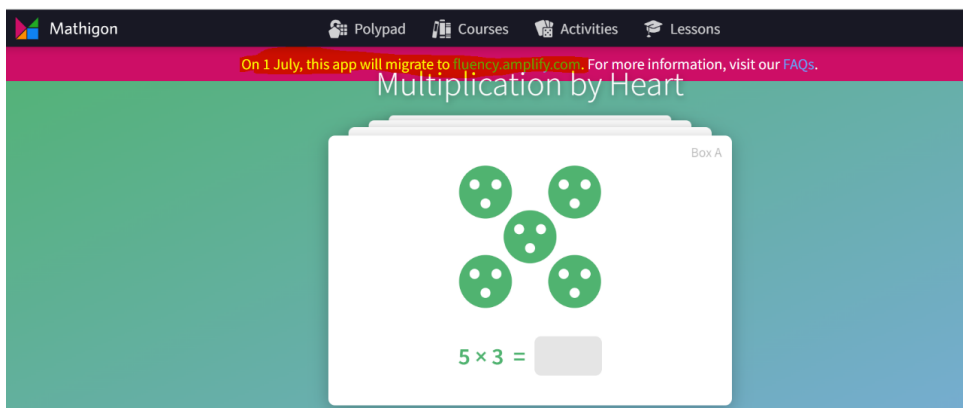 Mathigon Polypad Courses Activities Lessons
On 1 July, this app will migrate to fluency.amplify.com. For more information, visit our FAQs.
Multiplication by Heart
Box A
5 × 3 =